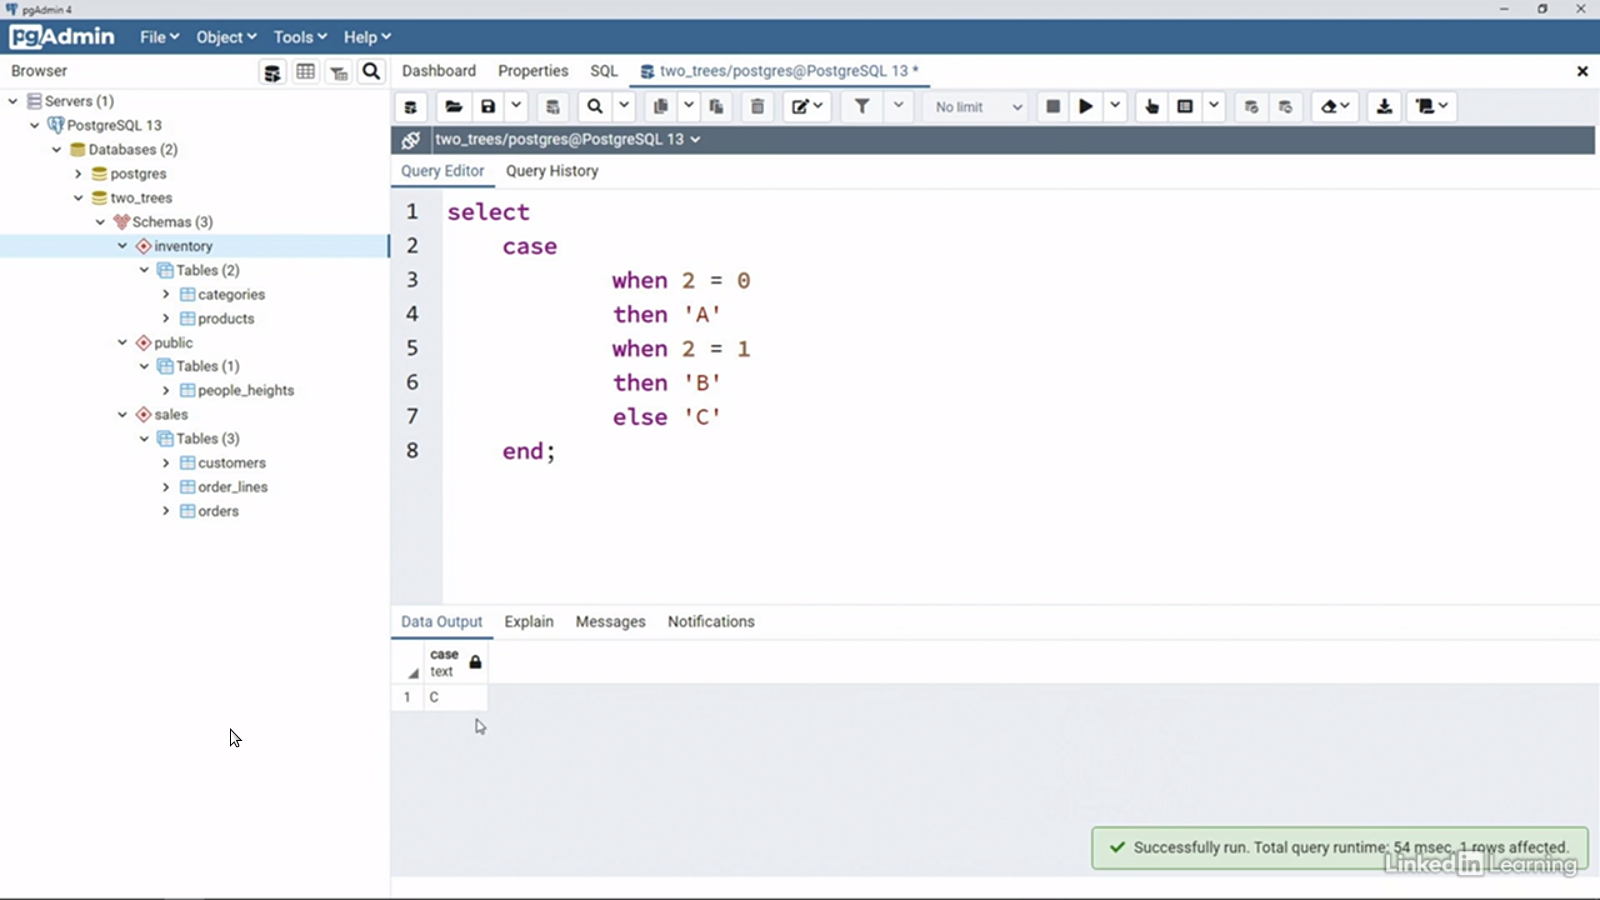 pgAdmin 4
pgAdmin File Object Tools Help
Browser
Dashboard Properties SQL two_trees/postgres@PostgreSQL 13 *
No limit
two_trees/postgres@PostgreSQL 13
Servers (1)
PostgreSQL 13
Databases (2)
postgres
two_trees
Schemas (3)
inventory
Tables (2)
categories
products
public
Tables (1)
people_heights
sales
Tables (3)
customers
order_lines
orders
Query Editor Query History
1 select
2 case
3 when 2 = 0
4 then 'A'
5 when 2 = 1
6 then 'B'
7 else 'C'
8 end;
Data Output Explain Messages Notifications
case
text
1 C
Successfully run. Total query runtime: 54 msec. 1 rows affected.
Linked in Learning